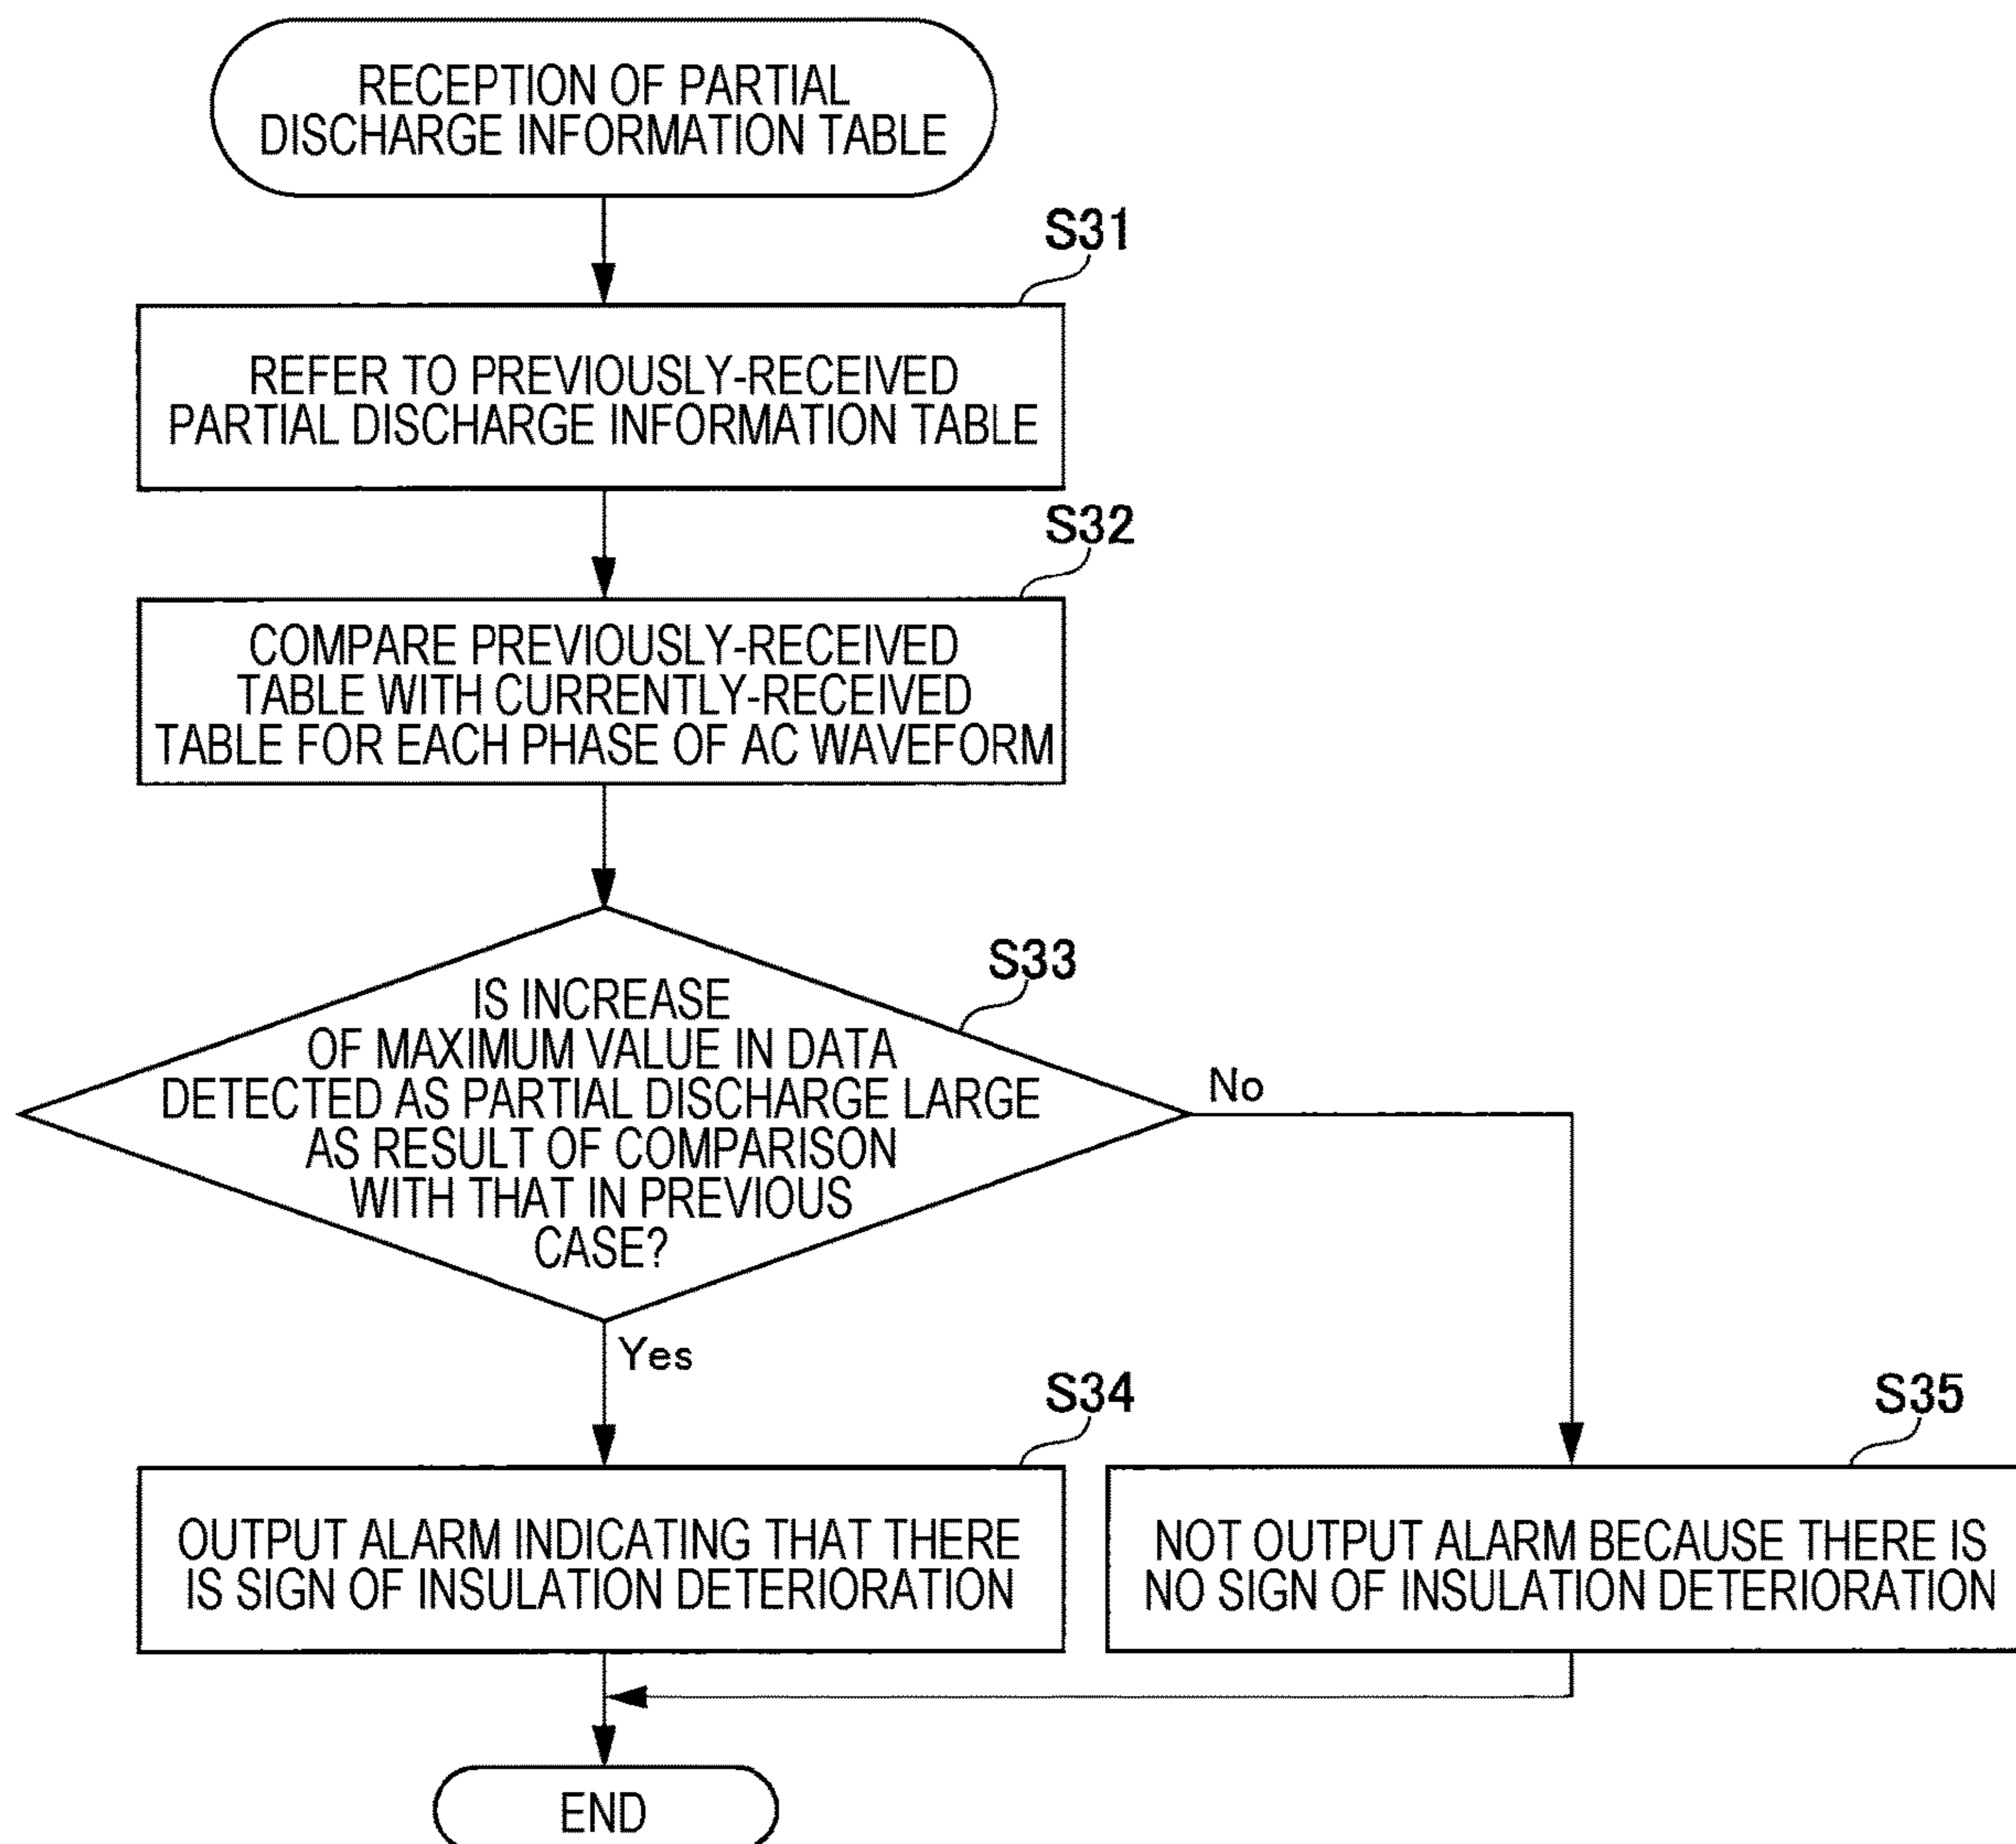 RECEPTION OF PARTIAL
DISCHARGE INFORMATION TABLE
S31
REFER TO PREVIOUSLY-RECEIVED
PARTIAL DISCHARGE INFORMATION TABLE
S32
COMPARE PREVIOUSLY-RECEIVED
TABLE WITH CURRENTLY-RECEIVED
TABLE FOR EACH PHASE OF AC WAVEFORM
S33
IS INCREASE
OF MAXIMUM VALUE IN DATA
DETECTED AS PARTIAL DISCHARGE LARGE
AS RESULT OF COMPARISON
WITH THAT IN PREVIOUS
CASE?
No
Yes
S34
OUTPUT ALARM INDICATING THAT THERE
IS SIGN OF INSULATION DETERIORATION
S35
NOT OUTPUT ALARM BECAUSE THERE IS
NO SIGN OF INSULATION DETERIORATION
END